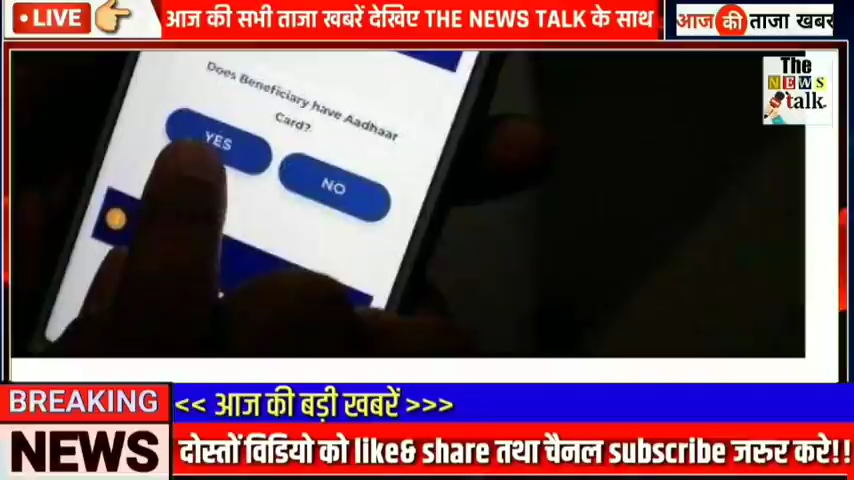 LIVE
आज की सभी ताजा खबरें देखिए THE NEWS TALK के साथ
आज की ताजा खबर
The
NEWS
talk
Does Beneficiary have Aadhaar
Card?
YES
NO
BREAKING
NEWS
<< आज की बड़ी खबरें >>>
दोस्तों विडियो को like& share तथा चैनल subscribe जरुर करे!!